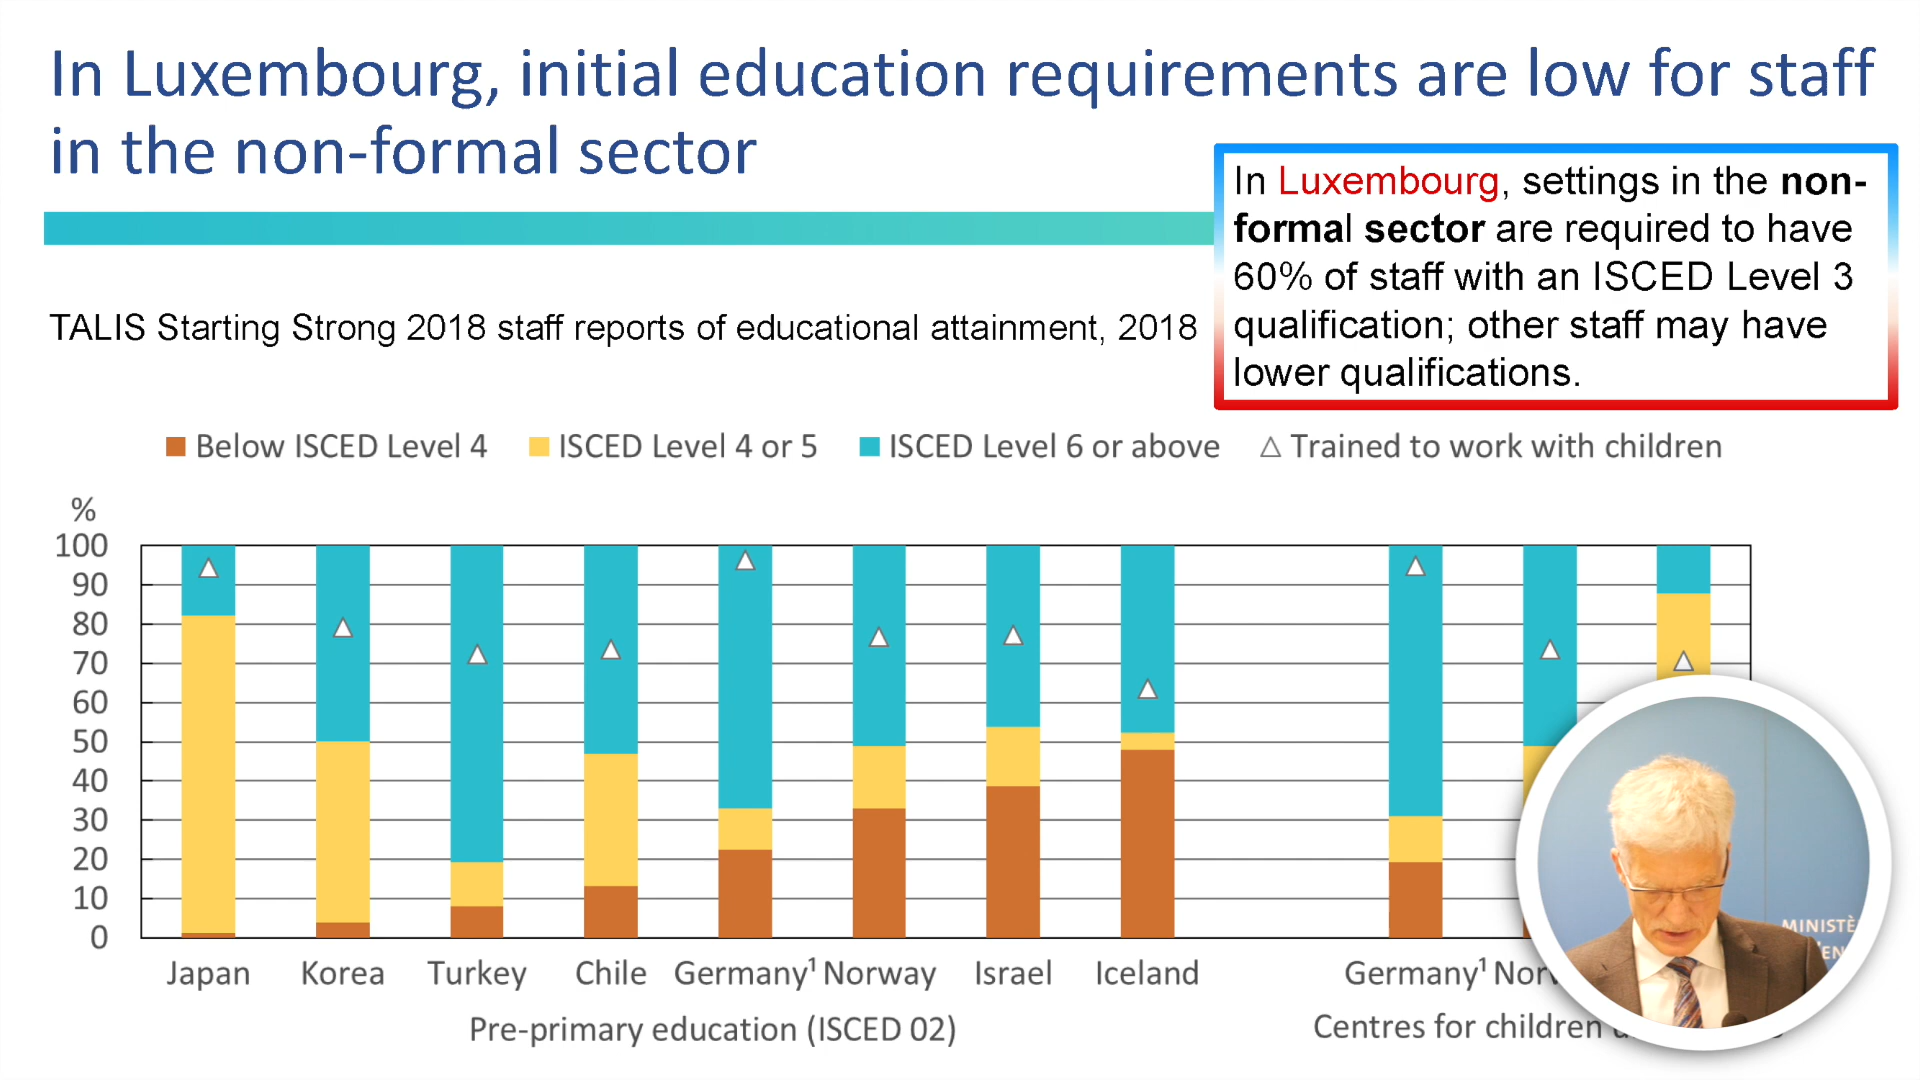 In Luxembourg, initial education requirements are low for staff
in the non-formal sector
In Luxembourg, settings in the non-
formal sector are required to have
60% of staff with an ISCED Level 3
qualification; other staff may have
lower qualifications.
TALIS Starting Strong 2018 staff reports of educational attainment, 2018
Below ISCED Level 4 ISCED Level 4 or 5 ISCED Level 6 or above Trained to work with children
%
100
90
80
70
60
50
40
30
20
10
0
Japan Korea Turkey Chile Germany¹ Norway Israel Iceland Germany¹
Pre-primary education (ISCED 02) Centres for children